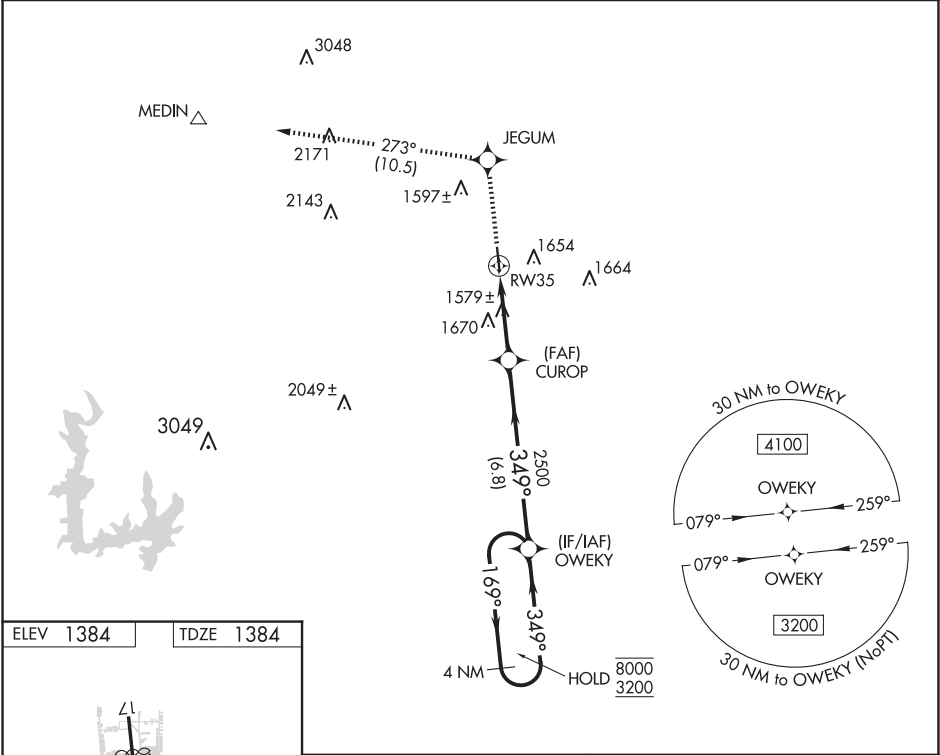 3048
MEDIN
JEGUM
273°
(10.5)
2171
1597±
2143
1654
RW35
1664
1579±
1670
(FAF)
CUROP
2049±
3049
2500
349°
(6.8)
30 NM to OWEKY
4100
OWEKY
079°
259°
(IF/IAF)
OWEKY
079°
259°
OWEKY
169°
349°
3200
4 NM
HOLD
8000
3200
30 NM to OWEKY (NoPT)
ELEV 1384
TDZE 1384
17